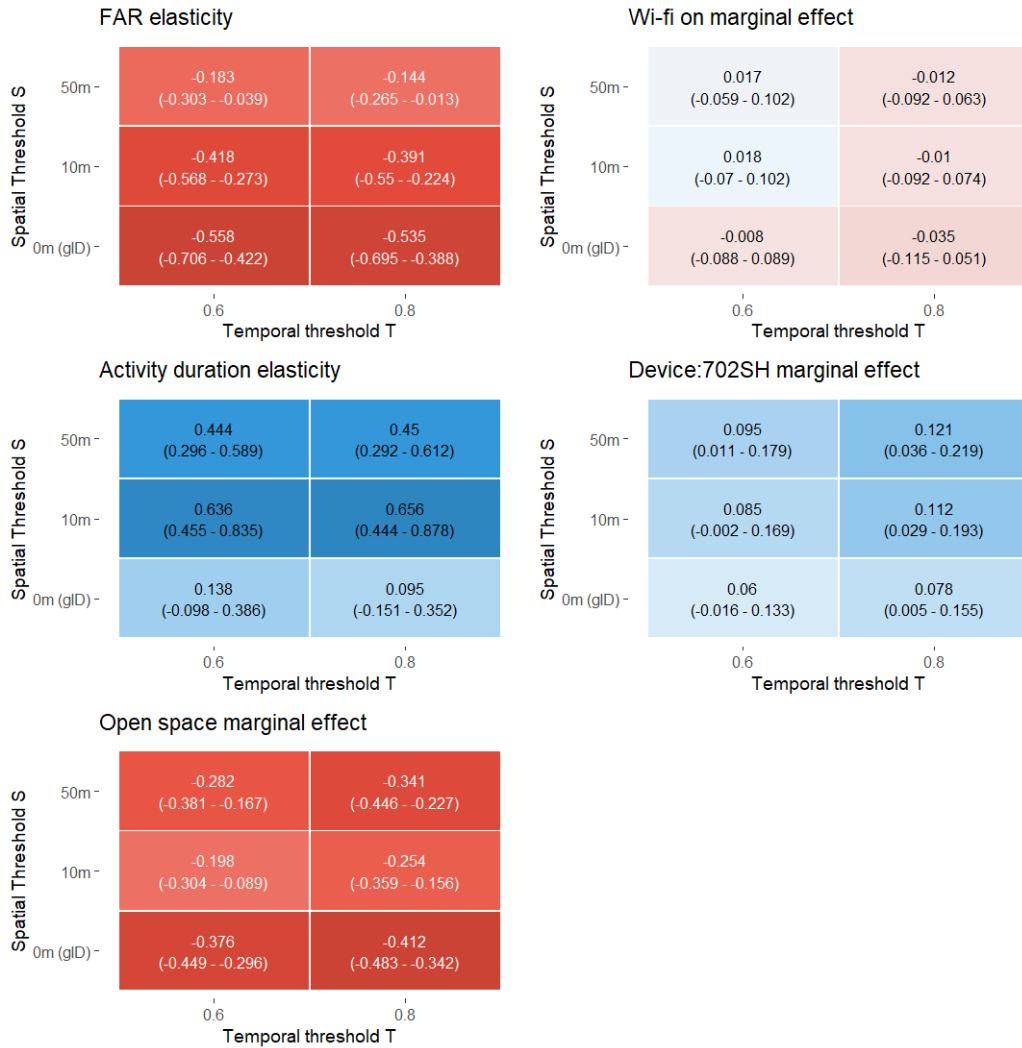 FAR elasticity
Spatial Threshold S
50m
-0.183
(-0.303 - -0.039)
-0.144
(-0.265 - -0.013)
10m
-0.418
(-0.568 - -0.273)
-0.391
(-0.55 - -0.224)
0m (gID)
-0.558
(-0.706 - -0.422)
-0.535
(-0.695 - -0.388)
0.6
0.8
Temporal threshold T
Wi-fi on marginal effect
Spatial Threshold S
50m
0.017
(-0.059 - 0.102)
-0.012
(-0.092 - 0.063)
10m
0.018
(-0.07 - 0.102)
-0.01
(-0.092 - 0.074)
0m (gID)
-0.008
(-0.088 - 0.089)
-0.035
(-0.115 - 0.051)
0.6
0.8
Temporal threshold T
Activity duration elasticity
Spatial Threshold S
50m
0.444
(0.296 - 0.589)
0.45
(0.292 - 0.612)
10m
0.636
(0.455 - 0.835)
0.656
(0.444 - 0.878)
0m (gID)
0.138
(-0.098 - 0.386)
0.095
(-0.151 - 0.352)
0.6
0.8
Temporal threshold T
Device:702SH marginal effect
Spatial Threshold S
50m
0.095
(0.011 - 0.179)
0.121
(0.036 - 0.219)
10m
0.085
(-0.002 - 0.169)
0.112
(0.029 - 0.193)
0m (gID)
0.06
(-0.016 - 0.133)
0.078
(0.005 - 0.155)
0.6
0.8
Temporal threshold T
Open space marginal effect
Spatial Threshold S
50m
-0.282
(-0.381 - -0.167)
-0.341
(-0.446 - -0.227)
10m
-0.198
(-0.304 - -0.089)
-0.254
(-0.359 - -0.156)
0m (gID)
-0.376
(-0.449 - -0.296)
-0.412
(-0.483 - -0.342)
0.6
0.8
Temporal threshold T